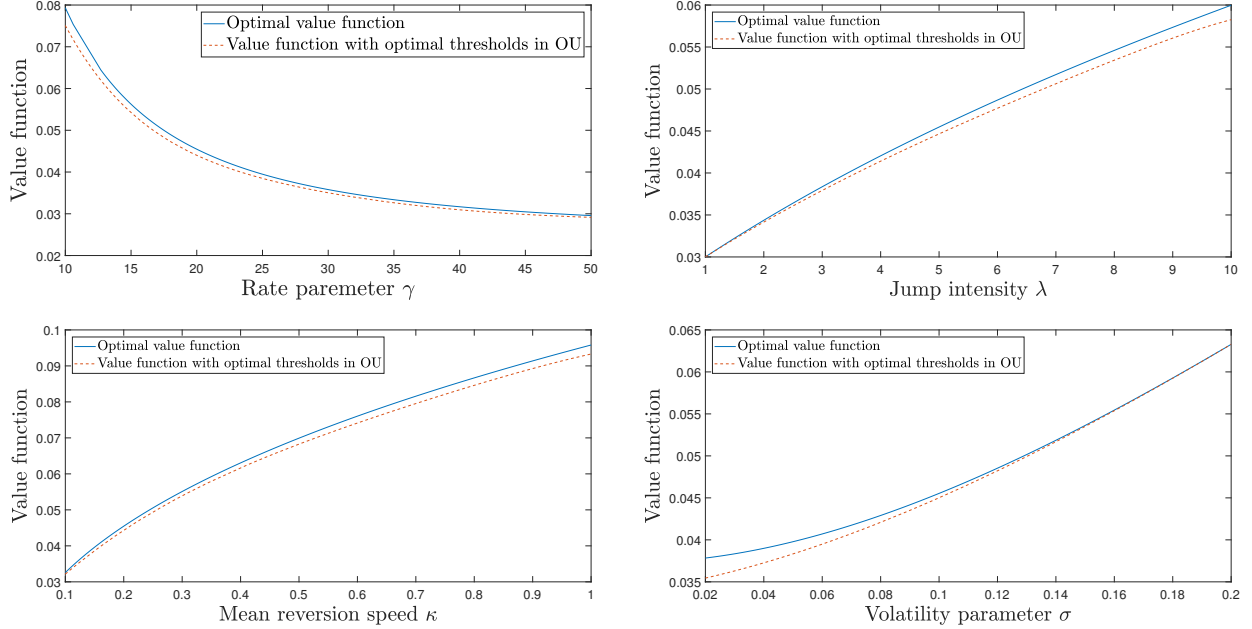 Value function
0.08
0.07
0.06
0.05
0.04
0.03
0.02
Optimal value function
Value function with optimal thresholds in OU
10 15 20 25 30 35 40 45 50
Rate paremeter γ
Value function
0.06
0.055
0.05
0.045
0.04
0.035
0.03
Optimal value function
Value function with optimal thresholds in OU
1 2 3 4 5 6 7 8 9 10
Jump intensity λ
Value function
0.1
0.09
0.08
0.07
0.06
0.05
0.04
0.03
Optimal value function
Value function with optimal thresholds in OU
0.1 0.2 0.3 0.4 0.5 0.6 0.7 0.8 0.9 1
Mean reversion speed κ
Value function
0.065
0.06
0.055
0.05
0.045
0.04
0.035
Optimal value function
Value function with optimal thresholds in OU
0.02 0.04 0.06 0.08 0.1 0.12 0.14 0.16 0.18 0.2
Volatility parameter σ